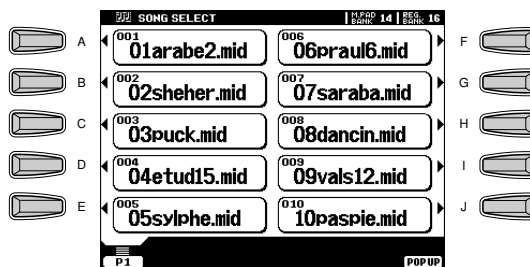 SONG SELECT
M.PAD BANK 14
REG. BANK 16
A
001
01arabe2.mid
B
002
02sheher.mid
C
003
03puck.mid
D
004
04etud15.mid
E
005
05sylphe.mid
006
06praul6.mid
F
007
07saraba.mid
G
008
08dancin.mid
H
009
09vals12.mid
I
010
10paspie.mid
J
P1
POPUP